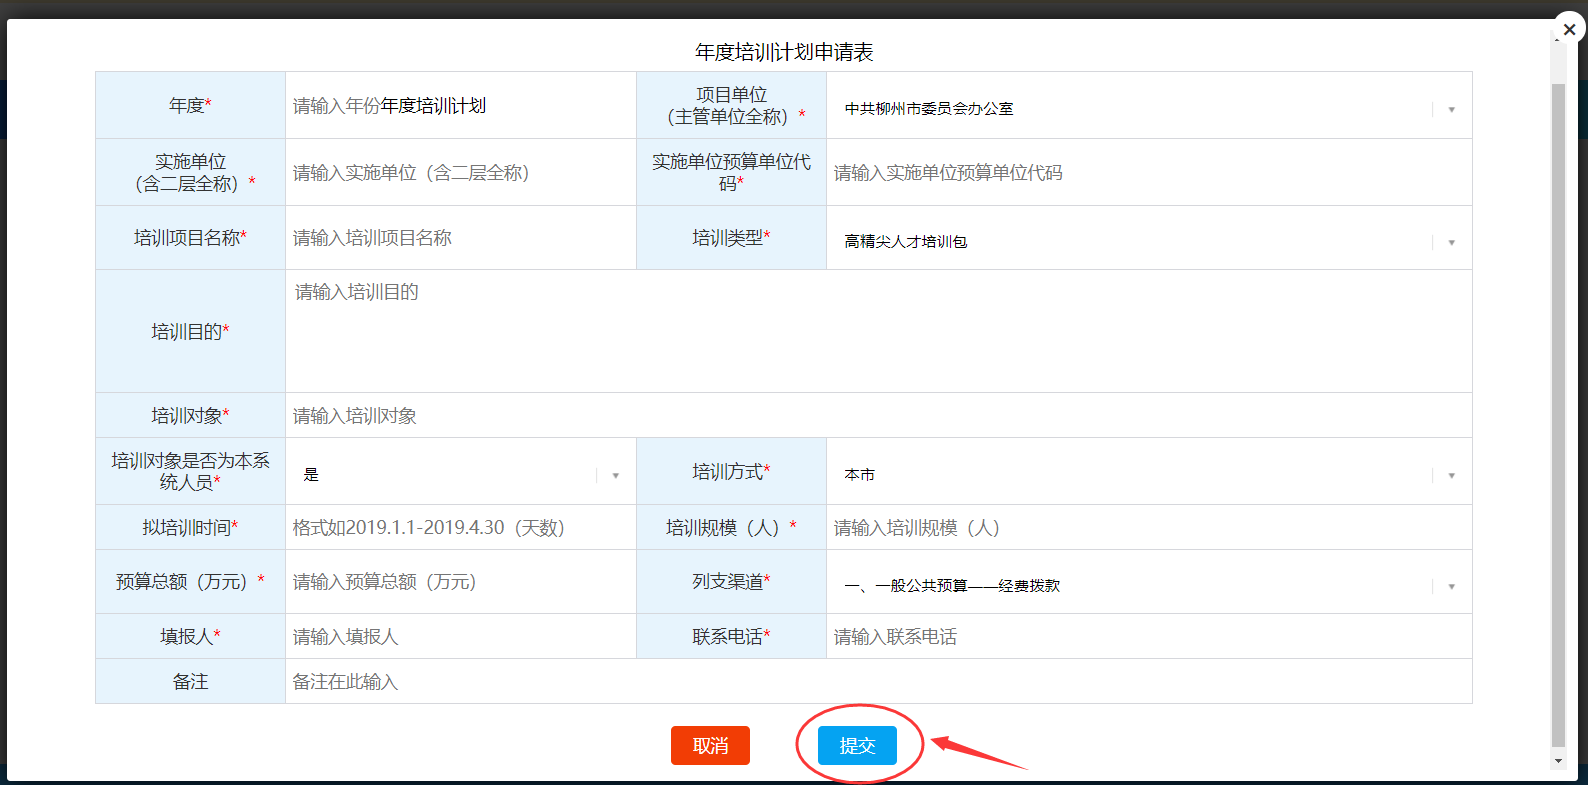 年度培训计划申请表
年度*
请输入年份年度培训计划
项目单位
（主管单位全称）*
中共柳州市委员会办公室
实施单位
（含二层全称）*
请输入实施单位（含二层全称）
实施单位预算单位代
码*
请输入实施单位预算单位代码
培训项目名称*
请输入培训项目名称
培训类型*
高精尖人才培训包
培训目的*
请输入培训目的
培训对象*
请输入培训对象
培训对象是否为本系
统人员*
是
培训方式*
本市
拟培训时间*
格式如2019.1.1-2019.4.30（天数）
培训规模（人）*
请输入培训规模（人）
预算总额（万元）*
请输入预算总额（万元）
列支渠道*
一、一般公共预算——经费拨款
填报人*
请输入填报人
联系电话*
请输入联系电话
备注
备注在此输入
取消
提交